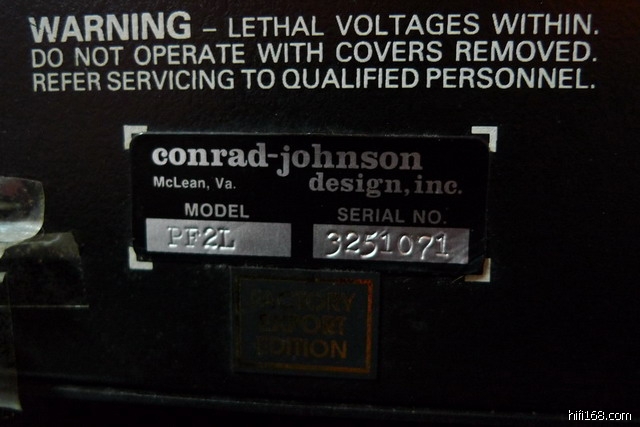 WARNING – LETHAL VOLTAGES WITHIN.
DO NOT OPERATE WITH COVERS REMOVED.
REFER SERVICING TO QUALIFIED PERSONNEL.
conrad-johnson
McLean, Va. design, inc.
MODEL SERIAL NO.
PF2L 3251071
FACTORY
EXPORT
EDITION
hifi168.com